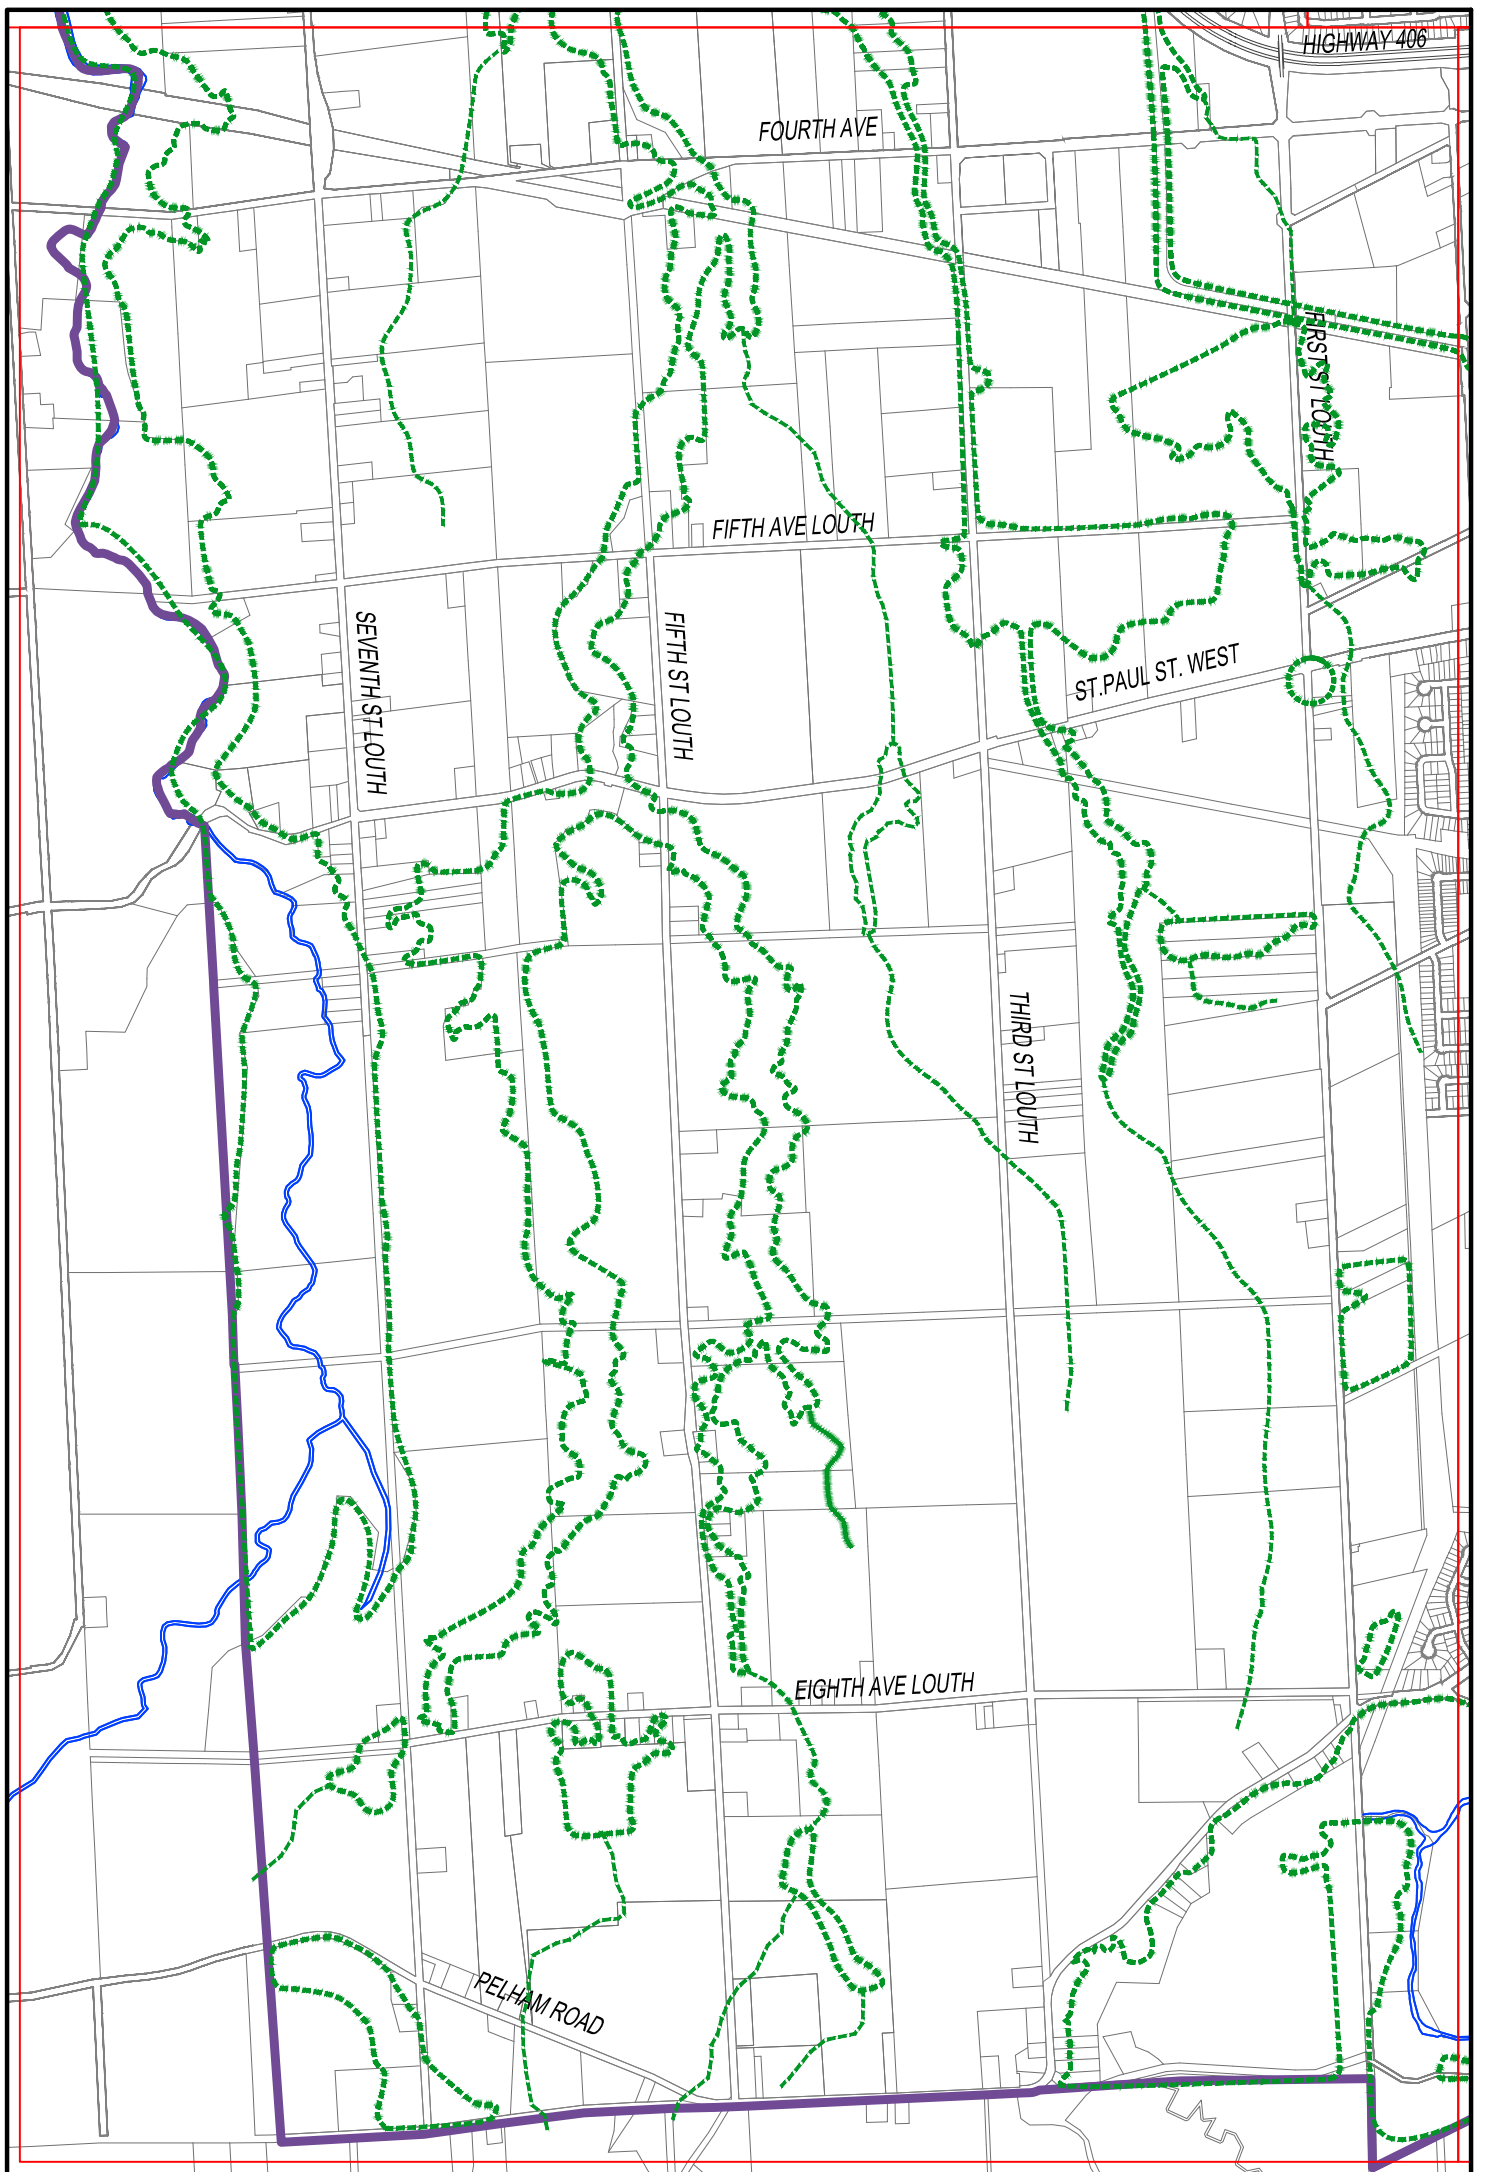 HIGHWAY 406
FOURTH AVE
FIRST ST LOUTH
FIFTH AVE LOUTH
SEVENTH ST LOUTH
FIFTH ST LOUTH
ST.PAUL ST. WEST
THIRD ST LOUTH
EIGHTH AVE LOUTH
PELHAM ROAD